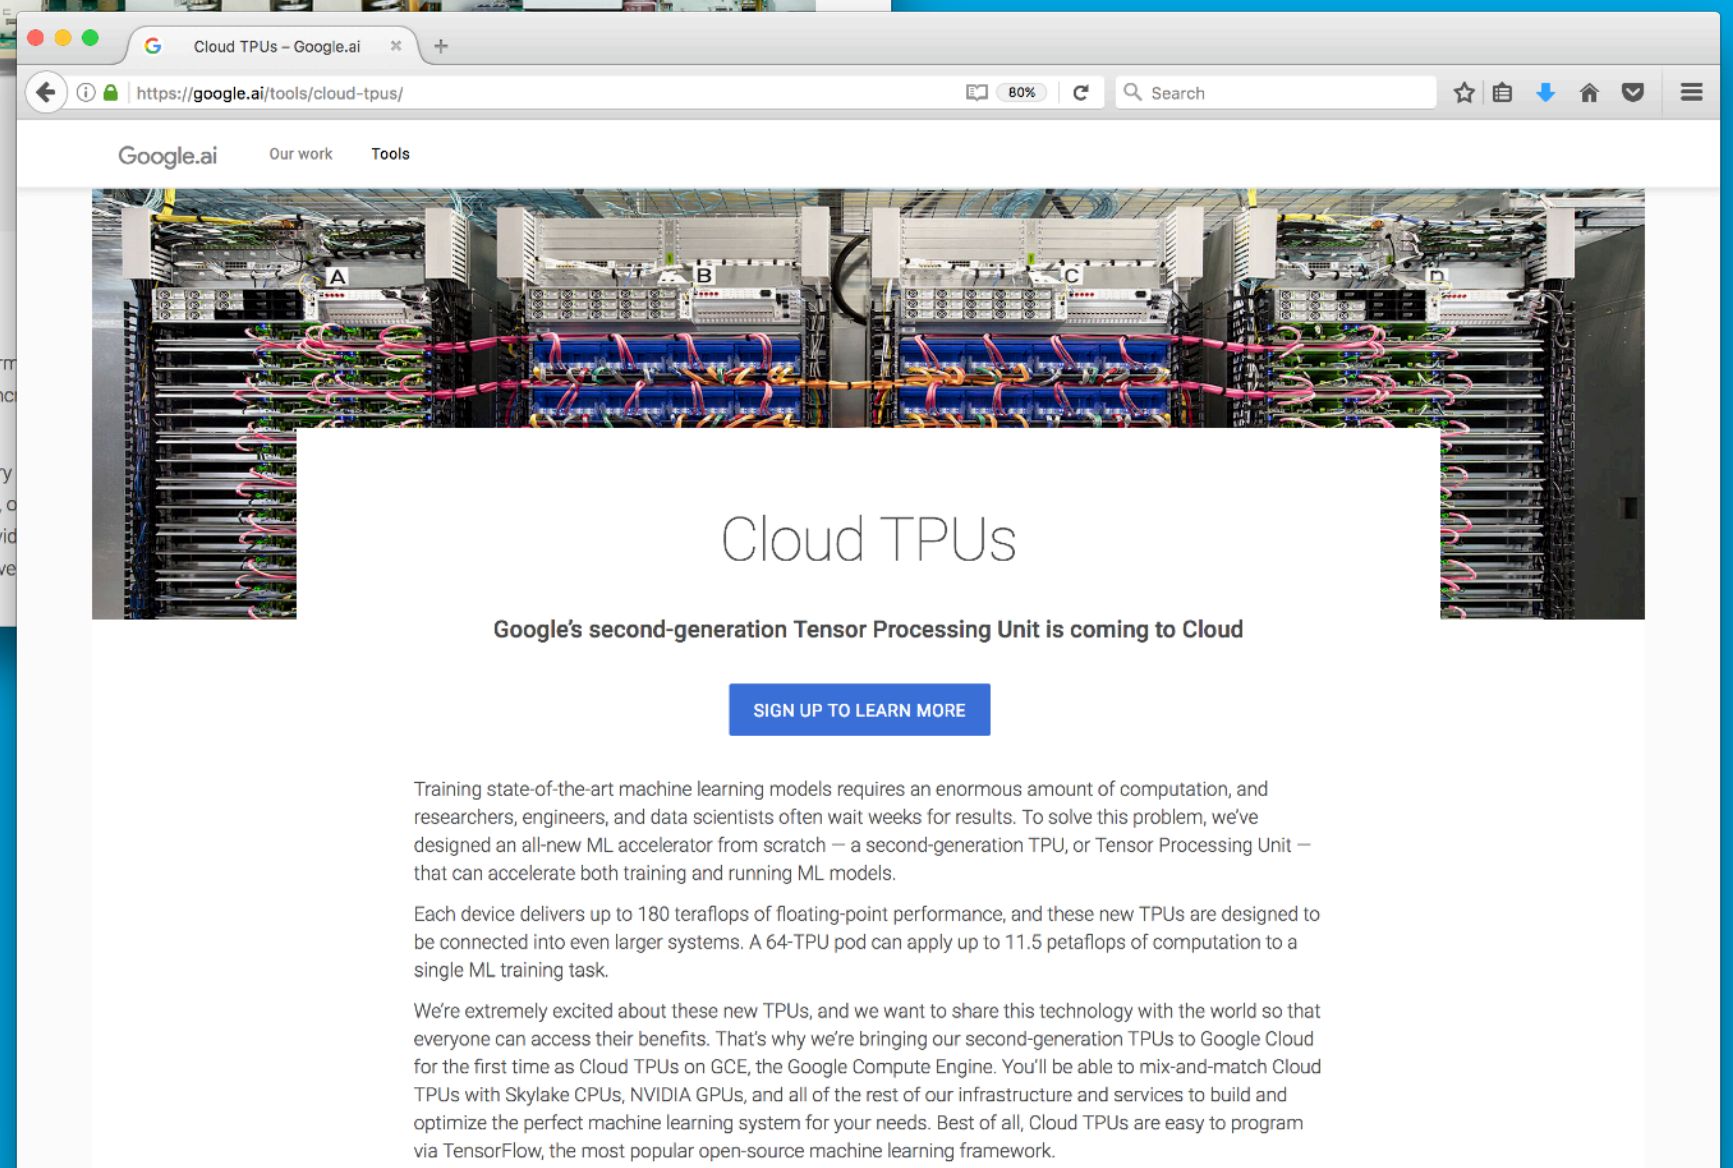 Cloud TPUs – Google.ai
https://google.ai/tools/cloud-tpus/
80%
Search
Google.ai
Our work
Tools
A
B
C
D
Cloud TPUs
Google's second-generation Tensor Processing Unit is coming to Cloud
SIGN UP TO LEARN MORE
Training state-of-the-art machine learning models requires an enormous amount of computation, and
researchers, engineers, and data scientists often wait weeks for results. To solve this problem, we've
designed an all-new ML accelerator from scratch — a second-generation TPU, or Tensor Processing Unit —
that can accelerate both training and running ML models.
Each device delivers up to 180 teraflops of floating-point performance, and these new TPUs are designed to
be connected into even larger systems. A 64-TPU pod can apply up to 11.5 petaflops of computation to a
single ML training task.
We're extremely excited about these new TPUs, and we want to share this technology with the world so that
everyone can access their benefits. That's why we're bringing our second-generation TPUs to Google Cloud
for the first time as Cloud TPUs on GCE, the Google Compute Engine. You'll be able to mix-and-match Cloud
TPUs with Skylake CPUs, NVIDIA GPUs, and all of the rest of our infrastructure and services to build and
optimize the perfect machine learning system for your needs. Best of all, Cloud TPUs are easy to program
via TensorFlow, the most popular open-source machine learning framework.